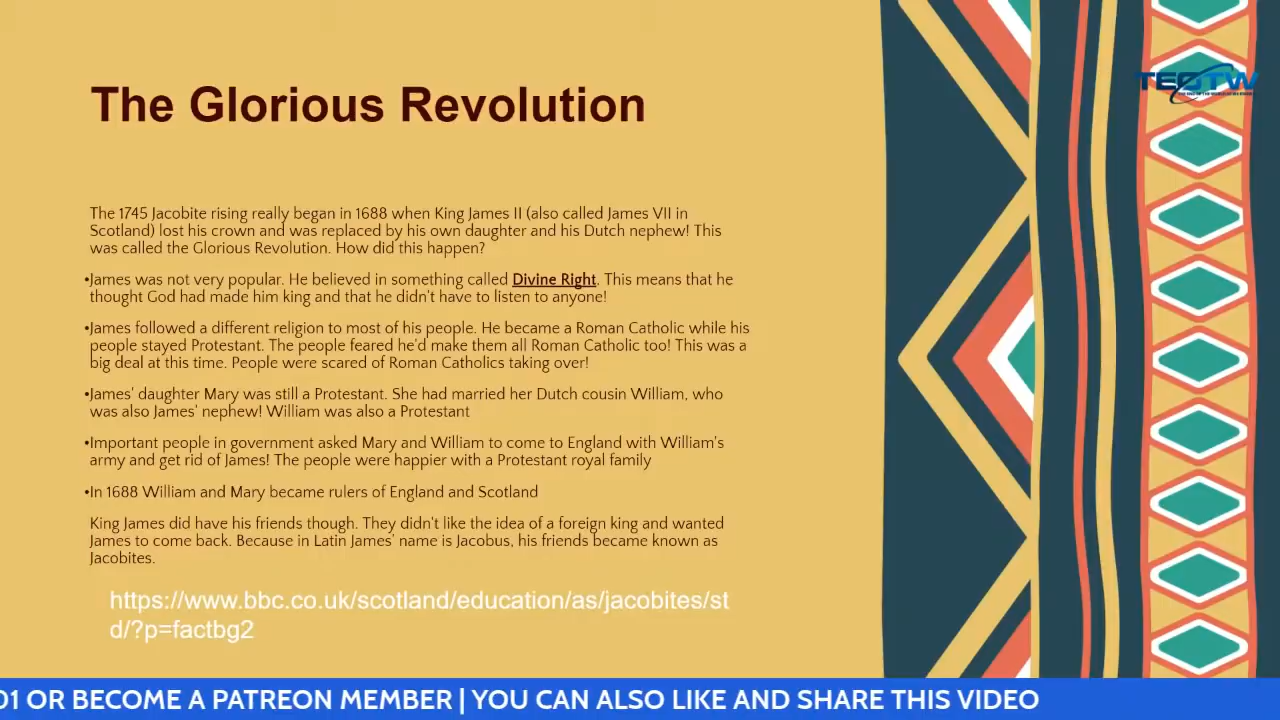 The Glorious Revolution
TEOTW
The 1745 Jacobite rising really began in 1688 when King James II (also called James VII in
Scotland) lost his crown and was replaced by his own daughter and his Dutch nephew! This
was called the Glorious Revolution. How did this happen?
•James was not very popular. He believed in something called Divine Right. This means that he
thought God had made him king and that he didn't have to listen to anyone!
•James followed a different religion to most of his people. He became a Roman Catholic while his
people stayed Protestant. The people feared he'd make them all Roman Catholic too! This was a
big deal at this time. People were scared of Roman Catholics taking over!
•James' daughter Mary was still a Protestant. She had married her Dutch cousin William, who
was also James' nephew! William was also a Protestant
•Important people in government asked Mary and William to come to England with William's
army and get rid of James! The people were happier with a Protestant royal family
•In 1688 William and Mary became rulers of England and Scotland
King James did have his friends though. They didn't like the idea of a foreign king and wanted
James to come back. Because in Latin James' name is Jacobus, his friends became known as
Jacobites.
https://www.bbc.co.uk/scotland/education/as/jacobites/st
d/?p=factbg2
01 OR BECOME A PATREON MEMBER | YOU CAN ALSO LIKE AND SHARE THIS VIDEO